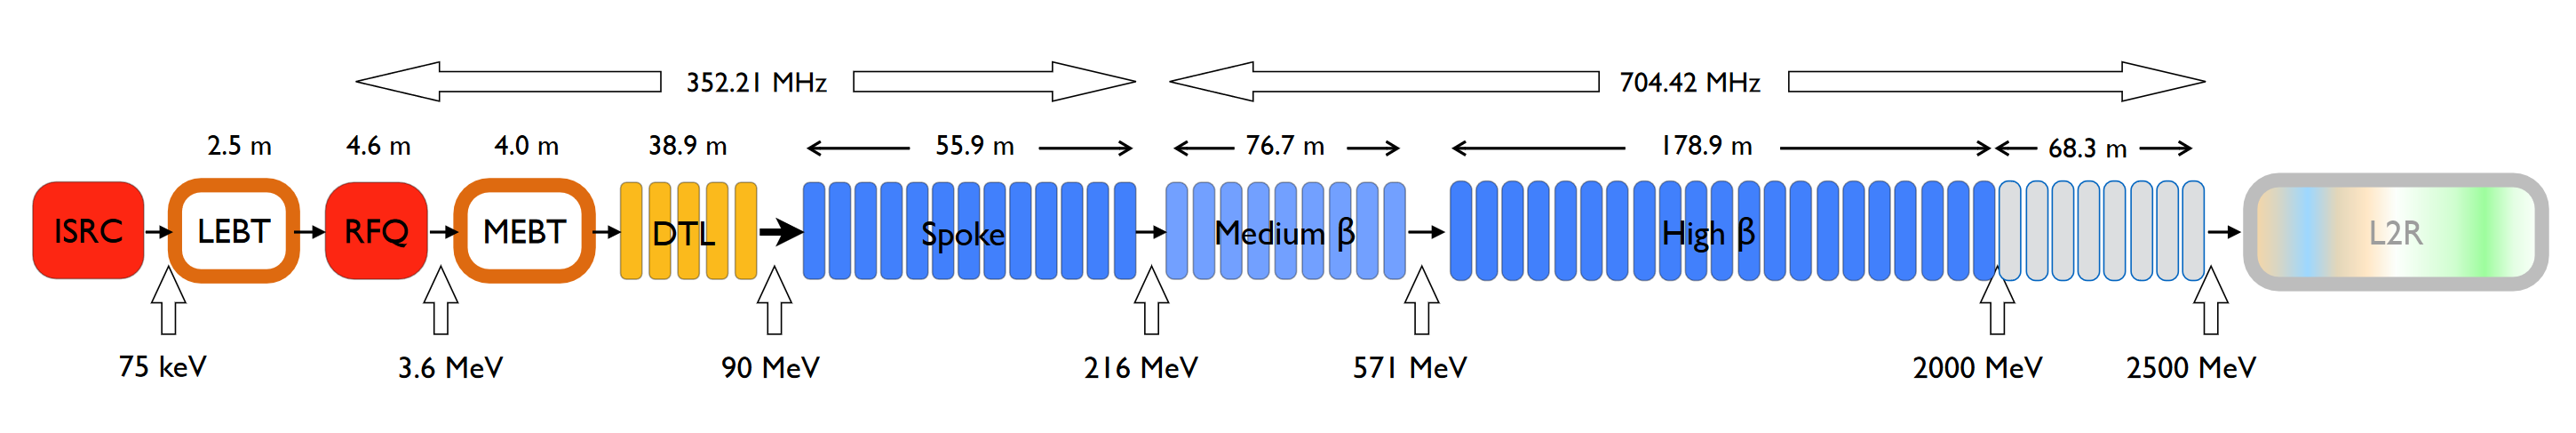 352.21 MHz 704.42 MHz
2.5 m 4.6 m 4.0 m 38.9 m 55.9 m 76.7 m 178.9 m 68.3 m
ISRC LEBT RFQ MEBT DTL Spoke Medium β High β L2R
75 keV 3.6 MeV 90 MeV 216 MeV 571 MeV 2000 MeV 2500 MeV